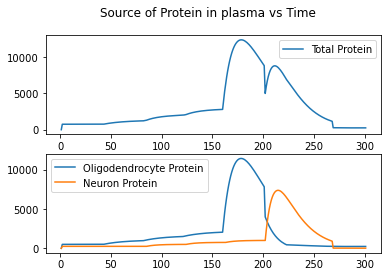 Source of Protein in plasma vs Time
Total Protein
10000
5000
0
0 50 100 150 200 250 300
Oligodendrocyte Protein
Neuron Protein
10000
5000
0
0 50 100 150 200 250 300